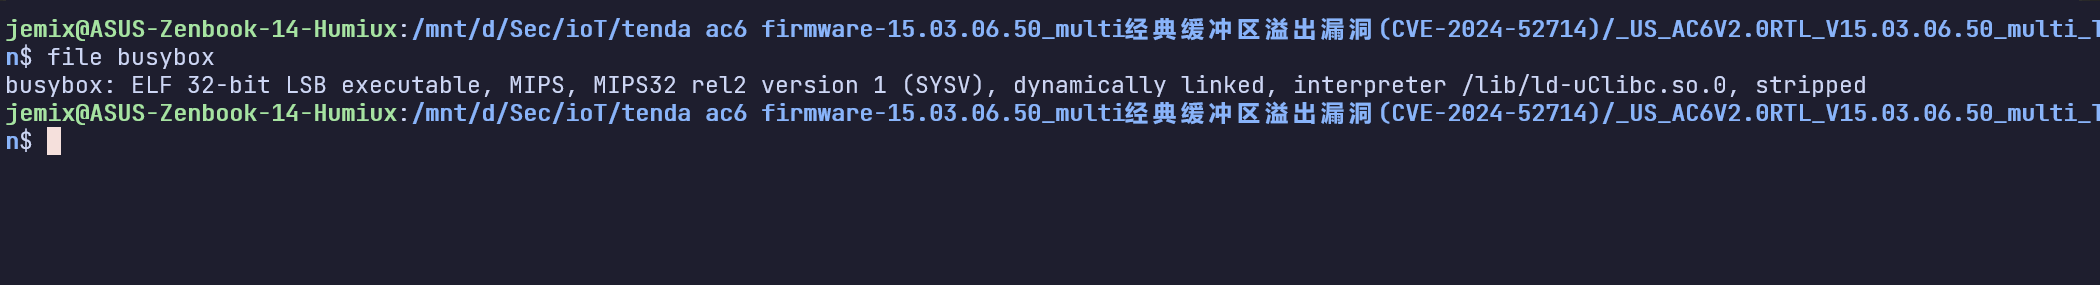 jemix@ASUS-Zenbook-14-Humiux:/mnt/d/Sec/ioT/tenda ac6 firmware-15.03.06.50_multi经典缓冲区溢出漏洞(CVE-2024-52714)/_US_AC6V2.0RTL_V15.03.06.50_multi_T
n$ file busybox
busybox: ELF 32-bit LSB executable, MIPS, MIPS32 rel2 version 1 (SYSV), dynamically linked, interpreter /lib/ld-uClibc.so.0, stripped
jemix@ASUS-Zenbook-14-Humiux:/mnt/d/Sec/ioT/tenda ac6 firmware-15.03.06.50_multi经典缓冲区溢出漏洞(CVE-2024-52714)/_US_AC6V2.0RTL_V15.03.06.50_multi_T
n$